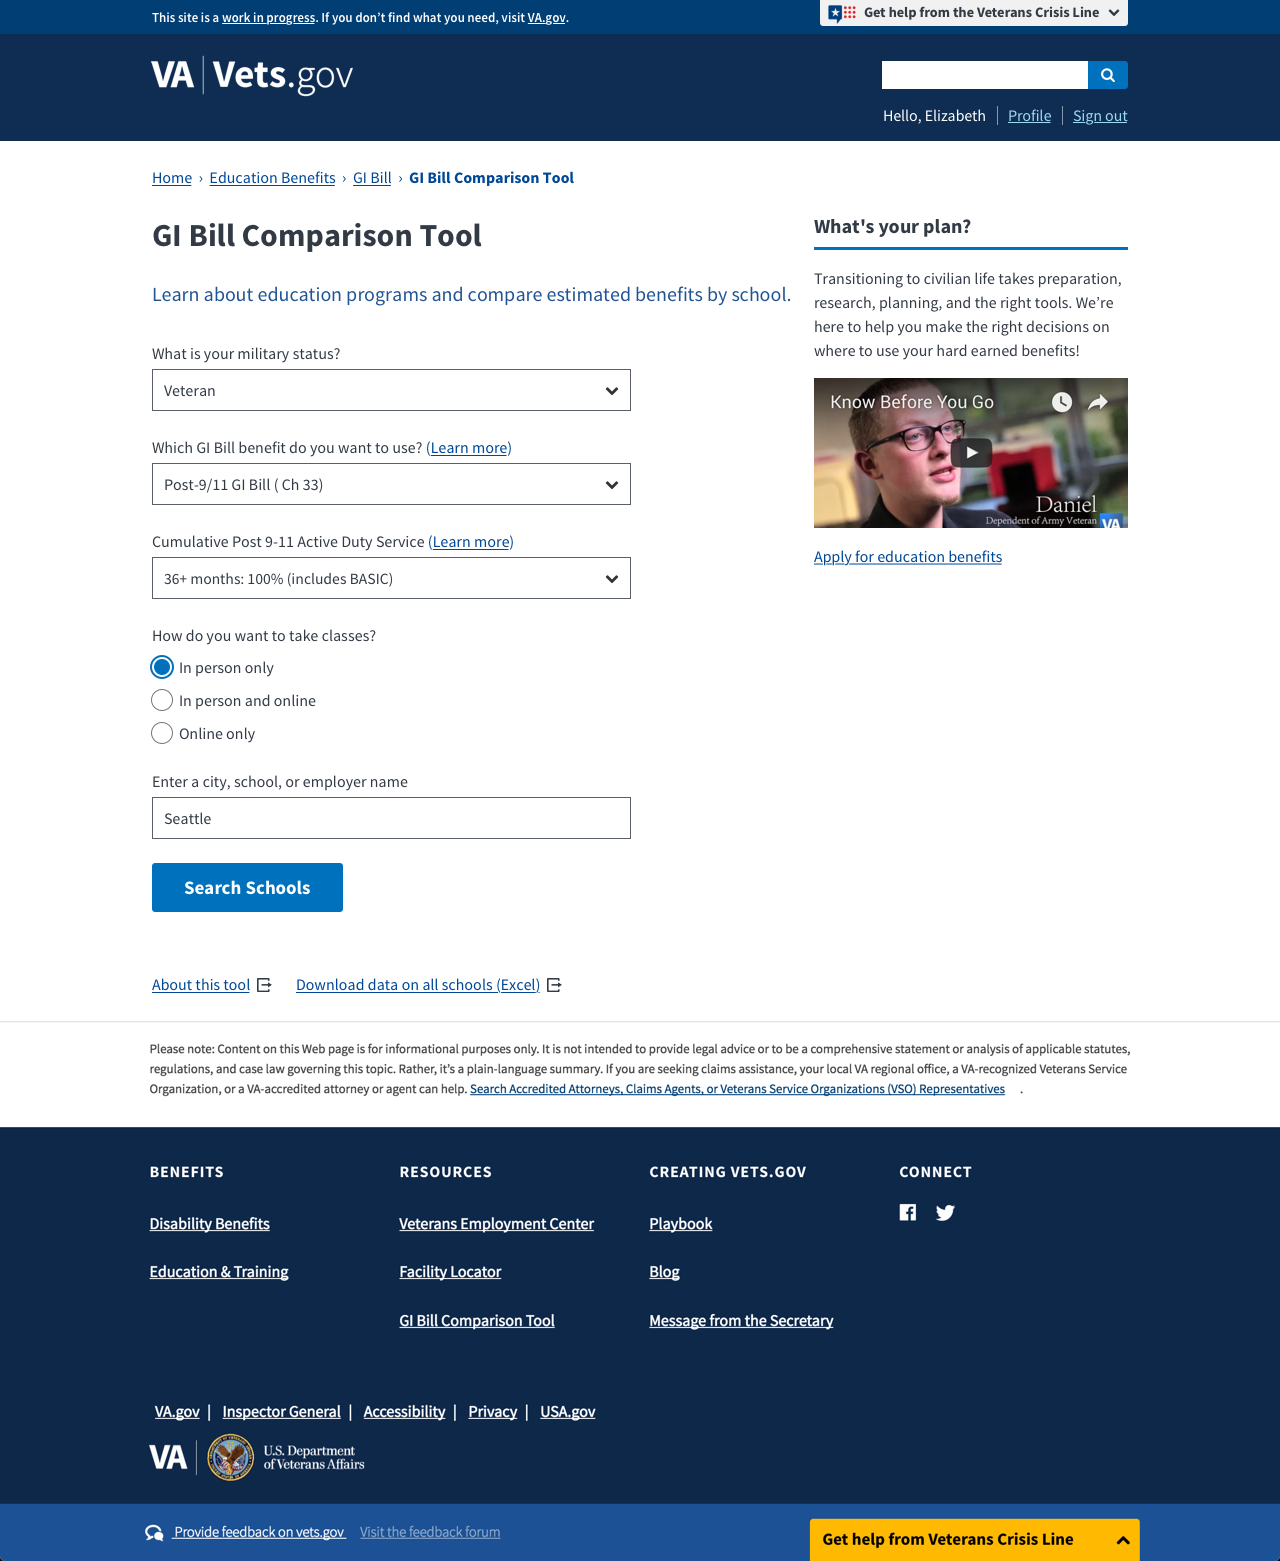 This site is a work in progress. If you don’t find what you need, visit VA.gov.
Get help from the Veterans Crisis Line
VA Vets.gov
Hello, Elizabeth Profile Sign out
Home › Education Benefits › GI Bill › GI Bill Comparison Tool
GI Bill Comparison Tool
Learn about education programs and compare estimated benefits by school.
What is your military status?
Veteran
Which GI Bill benefit do you want to use? (Learn more)
Post-9/11 GI Bill ( Ch 33)
Cumulative Post 9-11 Active Duty Service (Learn more)
36+ months: 100% (includes BASIC)
How do you want to take classes?
In person only
In person and online
Online only
Enter a city, school, or employer name
Seattle
Search Schools
About this tool Download data on all schools (Excel)
What's your plan?
Transitioning to civilian life takes preparation,
research, planning, and the right tools. We’re
here to help you make the right decisions on
where to use your hard earned benefits!
Know Before You Go
Daniel
Dependent of Army Veteran
VA
Apply for education benefits
Please note: Content on this Web page is for informational purposes only. It is not intended to provide legal advice or to be a comprehensive statement or analysis of applicable statutes,
regulations, and case law governing this topic. Rather, it’s a plain-language summary. If you are seeking claims assistance, your local VA regional office, a VA-recognized Veterans Service
Organization, or a VA-accredited attorney or agent can help. Search Accredited Attorneys, Claims Agents, or Veterans Service Organizations (VSO) Representatives .
BENEFITS
Disability Benefits
Education & Training
RESOURCES
Veterans Employment Center
Facility Locator
GI Bill Comparison Tool
CREATING VETS.GOV
Playbook
Blog
Message from the Secretary
CONNECT
VA.gov | Inspector General | Accessibility | Privacy | USA.gov
VA
U.S. Department
of Veterans Affairs
Provide feedback on vets.gov Visit the feedback forum
Get help from Veterans Crisis Line